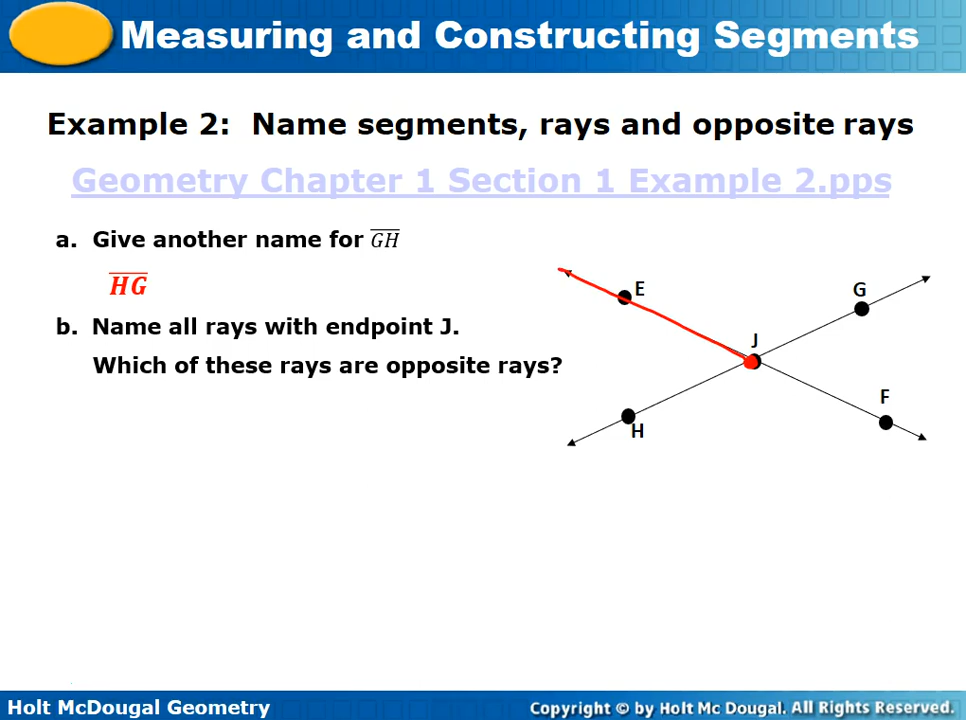 Measuring and Constructing Segments
Example 2: Name segments, rays and opposite rays
Geometry Chapter 1 Section 1 Example 2.pps
a. Give another name for G̅H̅
H̅G̅
b. Name all rays with endpoint J.
Which of these rays are opposite rays?
E
G
J
F
H
Holt McDougal Geometry
Copyright © by Holt Mc Dougal. All Rights Reserved.